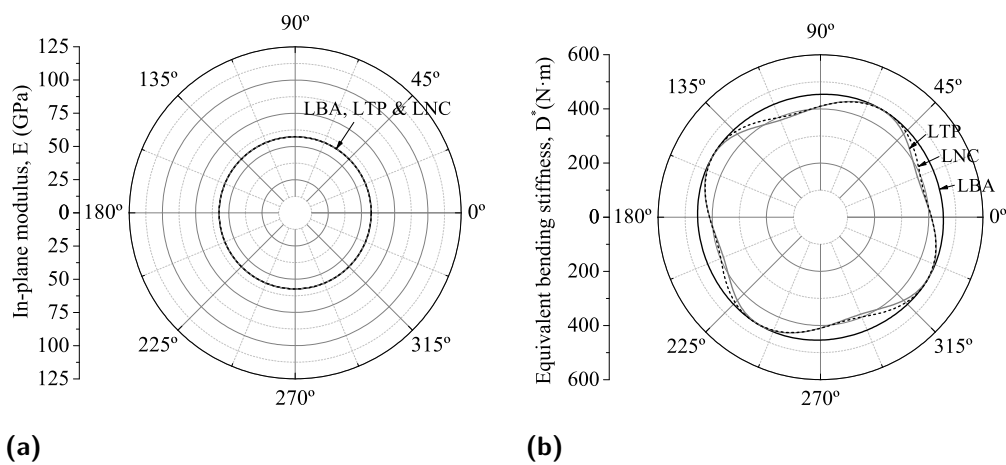 90º
135º
45º
180º
0º
225º
315º
270º
In-plane modulus, E (GPa)
125
100
75
50
25
0
25
50
75
100
125
LBA, LTP & LNC
(a)
90º
135º
45º
180º
0º
225º
315º
270º
Equivalent bending stiffness, D* (N·m)
600
400
200
0
200
400
600
LTP
LNC
LBA
(b)